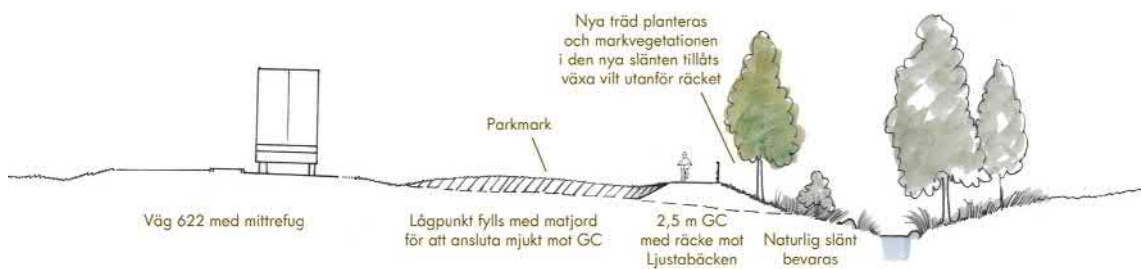 Nya träd planteras
och markvegetationen
i den nya slänten tillåts
växa vilt utanför räcket
Parkmark
Väg 622 med mittrefug
Lågpunkt fylls med matjord
för att ansluta mjukt mot GC
2,5 m GC
med räcke mot
Ljustabäcken
Naturlig slänt
bevaras